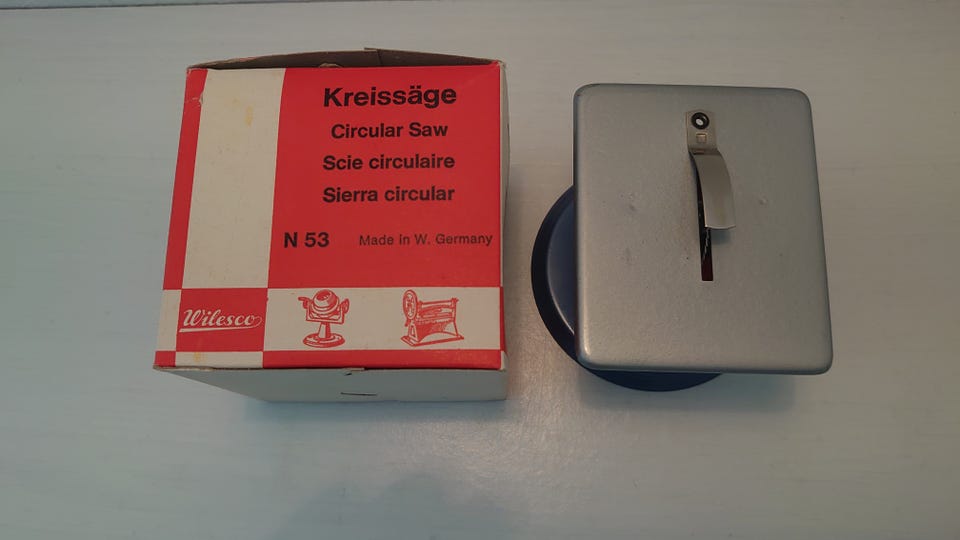 Kreissäge
Circular Saw
Scie circulaire
Sierra circular
N 53 Made in W. Germany
Wilesco